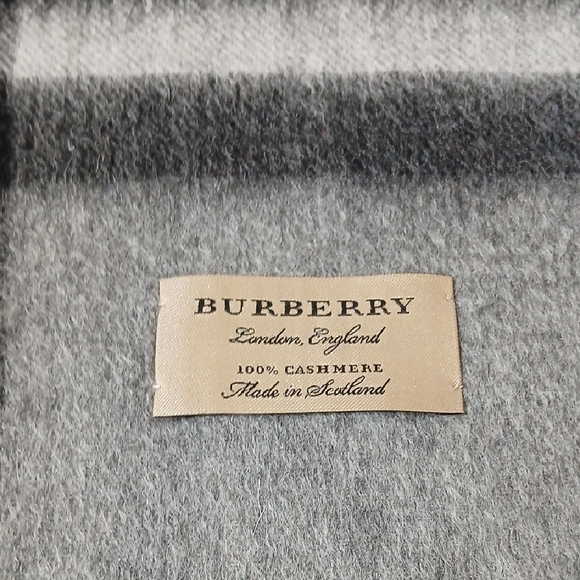 BURBERRY
London, England
100% CASHMERE
Made in Scotland